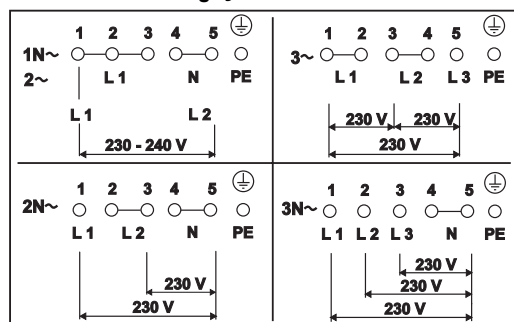 1 2 3 4 5
1N~
2~
L 1 N PE
L 1 L 2
230 - 240 V
1 2 3 4 5
3~
L 1 L 2 L 3 PE
230 V 230 V
230 V
1 2 3 4 5
2N~
L 1 L 2 N PE
230 V
230 V
1 2 3 4 5
3N~
L 1 L 2 L 3 N PE
230 V
230 V
230 V